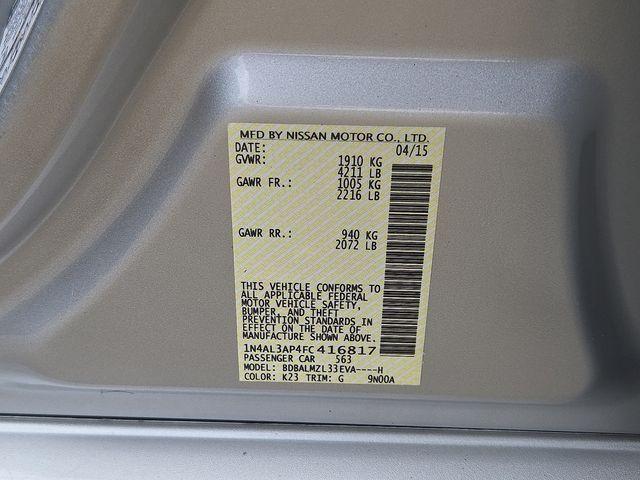 MFD BY NISSAN MOTOR CO., LTD.
DATE: 04/15
GVWR: 1910 KG
4211 LB
GAWR FR.: 1005 KG
2216 LB
GAWR RR.: 940 KG
2072 LB
THIS VEHICLE CONFORMS TO
ALL APPLICABLE FEDERAL
MOTOR VEHICLE SAFETY,
BUMPER, AND THEFT
PREVENTION STANDARDS IN
EFFECT ON THE DATE OF
MANUFACTURE SHOWN ABOVE.
1N4AL3AP4FC416817
PASSENGER CAR 563
MODEL: BDBALMZL33EVA----H
COLOR: K23 TRIM: G 9N00A